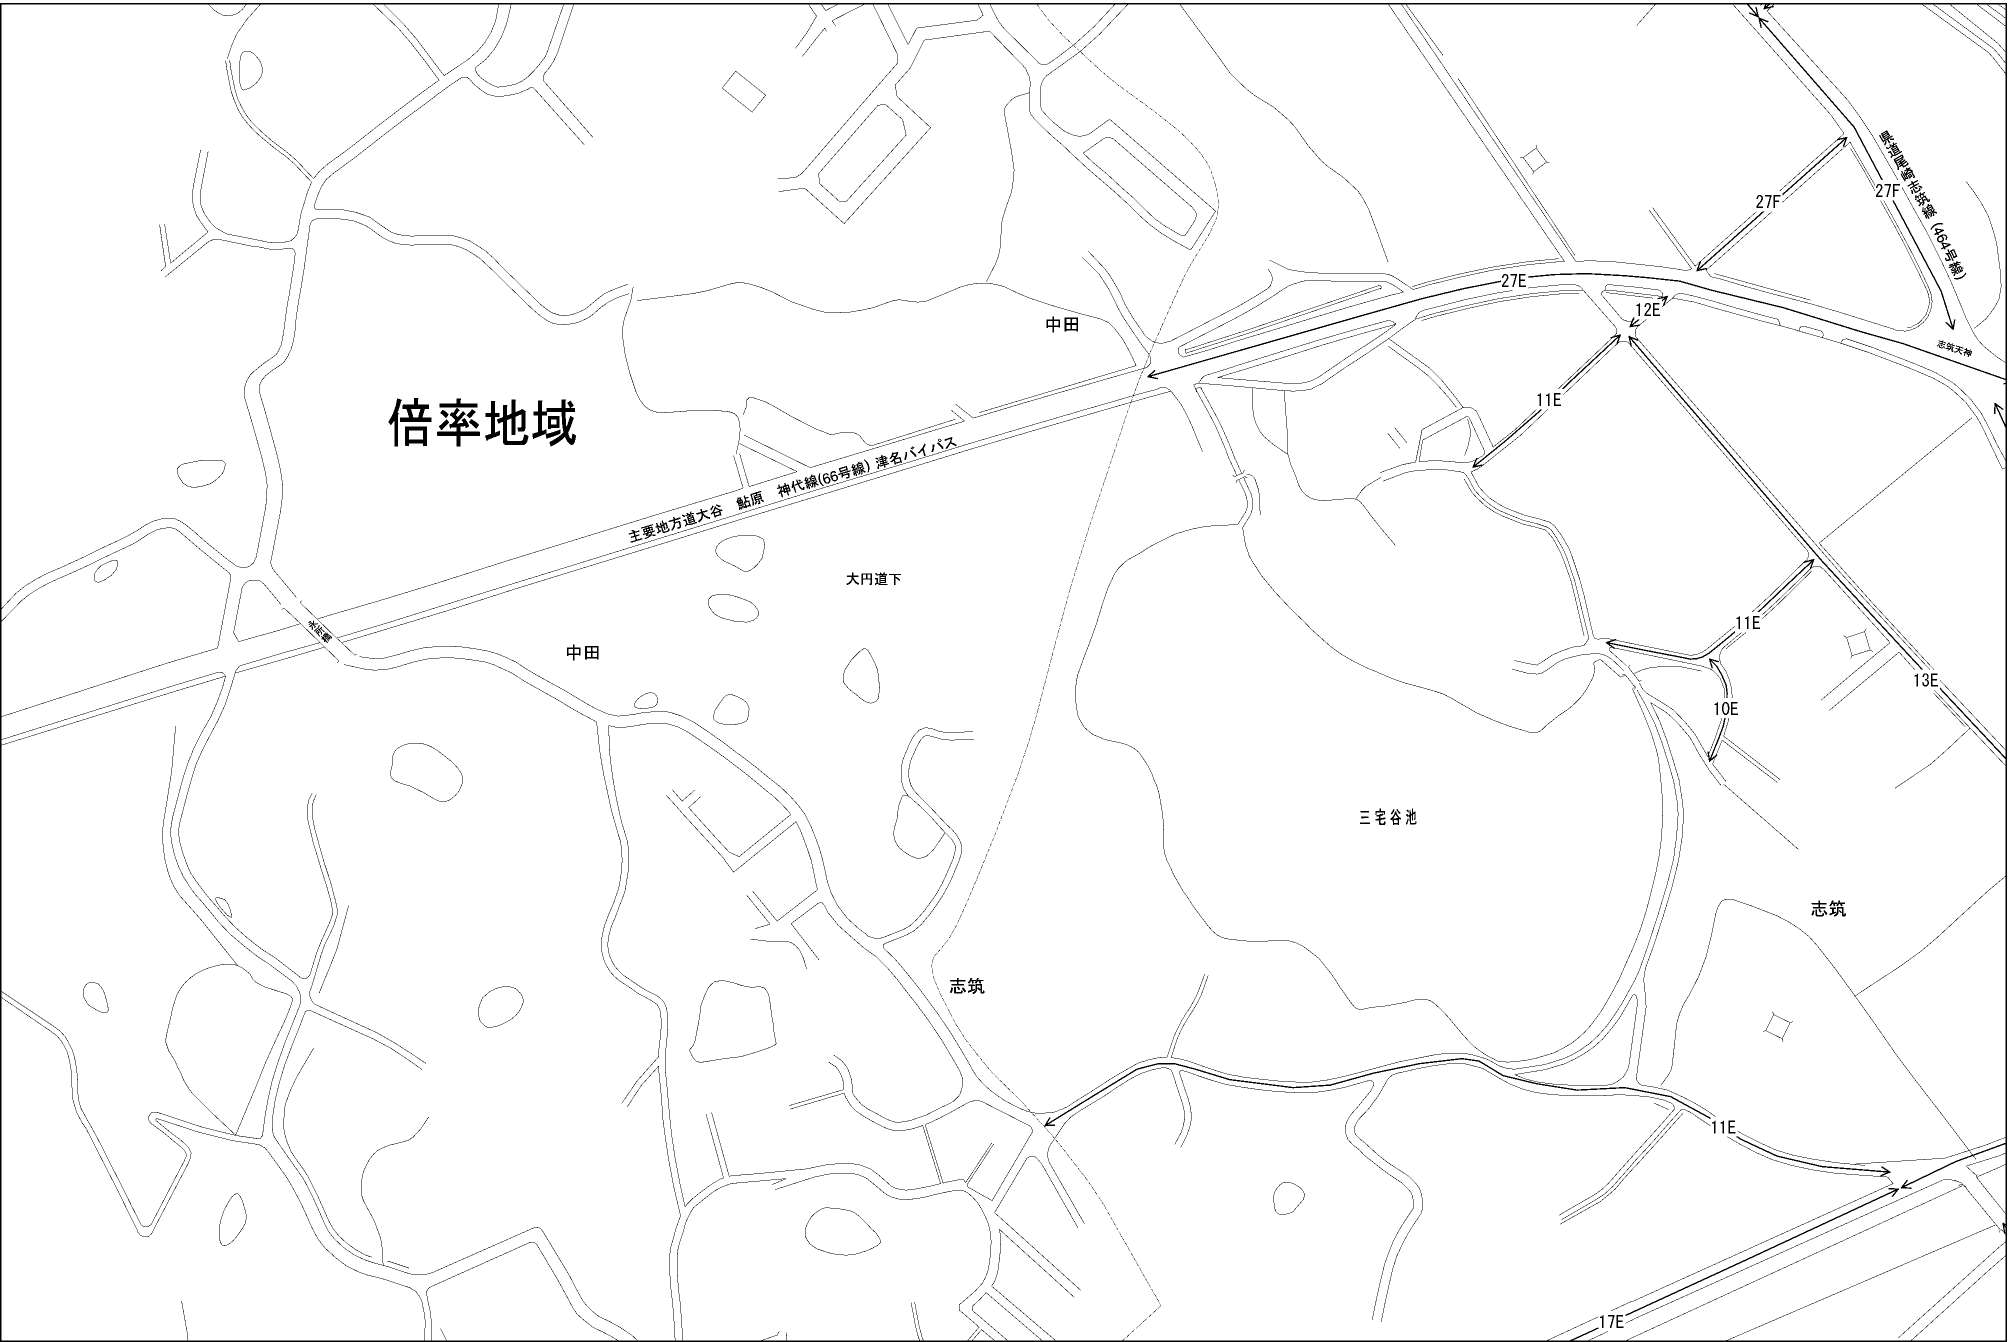 県道尾崎志筑線 (464号線)
27F
27F
27E
12E
中田
志筑天神
11E
倍率地域
主要地方道大谷　鮎原　神代線(66号線) 津名バイパス
大円道下
11E
中田
13E
10E
三宅谷池
志筑
志筑
11E
17E